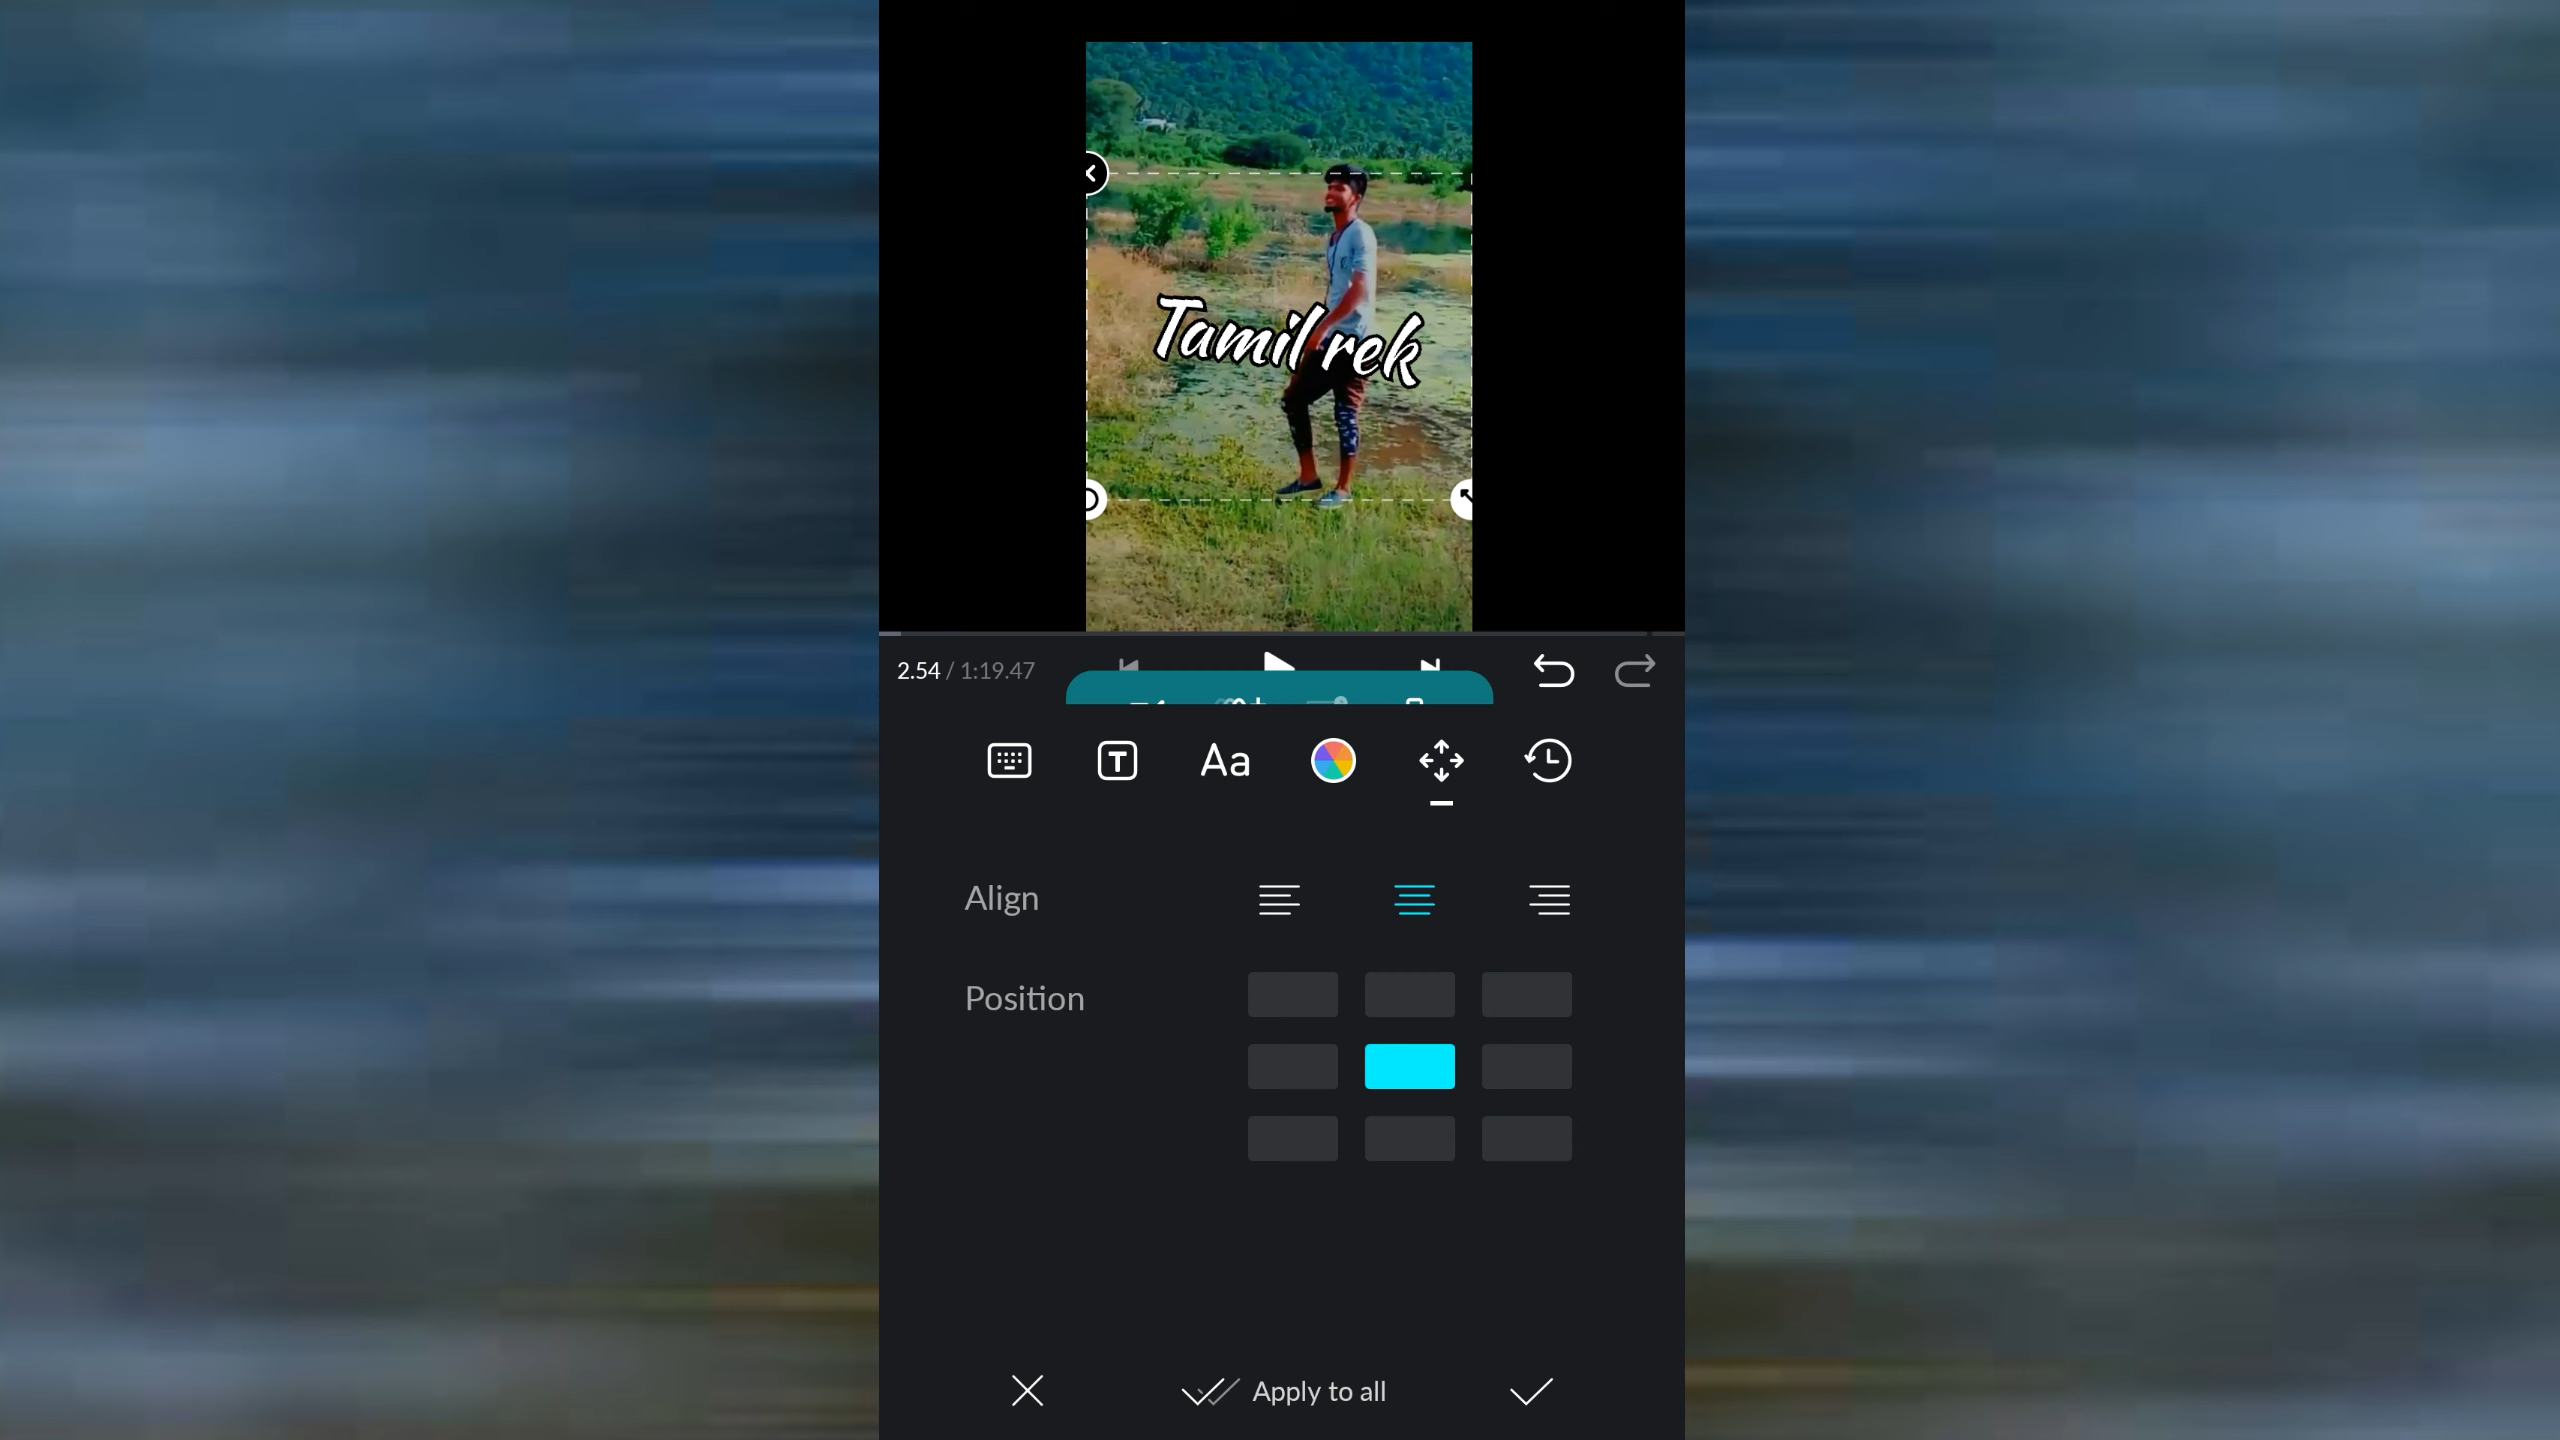 Tamil rek
2.54 / 1:19.47
T Aa
Align
Position
Apply to all